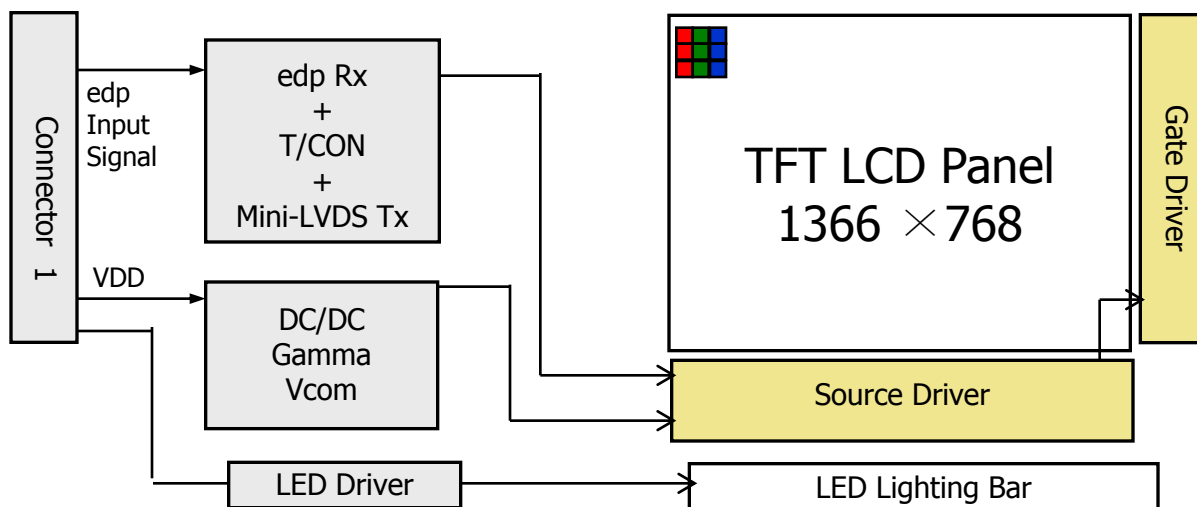 Connector 1
edp
Input
Signal
edp Rx
+
T/CON
+
Mini-LVDS Tx
VDD
DC/DC
Gamma
Vcom
LED Driver
TFT LCD Panel
1366 ×768
Gate Driver
Source Driver
LED Lighting Bar